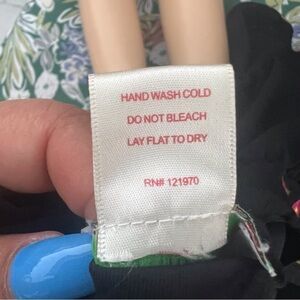 HAND WASH COLD
DO NOT BLEACH
LAY FLAT TO DRY
RN# 121970